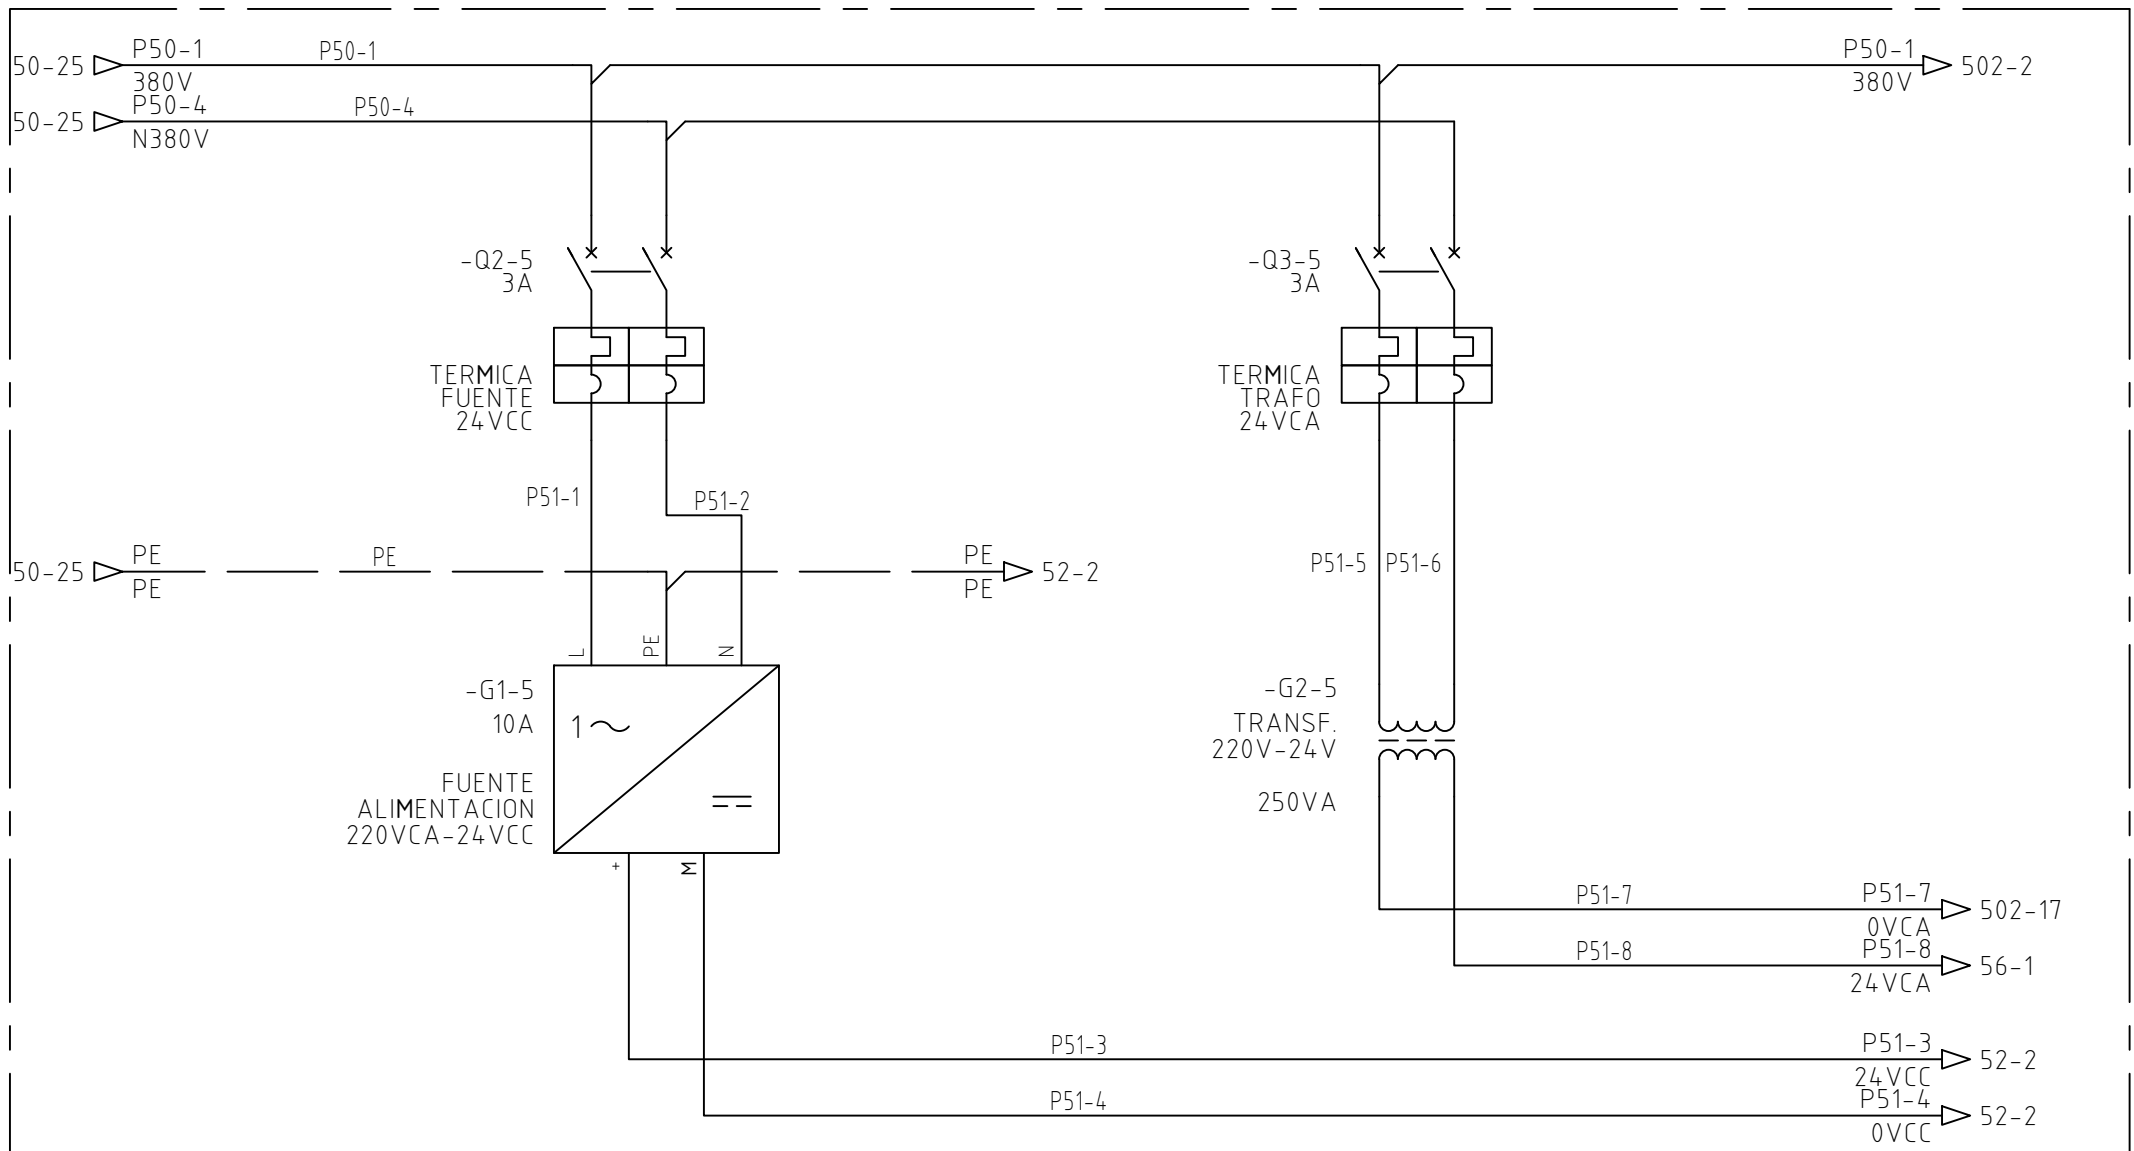 50-25
P50-1
380V
P50-1
P50-1
380V
502-2
50-25
P50-4
N380V
P50-4
-Q2-5
3A
TERMICA
FUENTE
24VCC
-Q3-5
3A
TERMICA
TRAFO
24VCA
P51-1
P51-2
50-25
PE
PE
PE
PE
PE
52-2
P51-5
P51-6
L
PE
N
-G1-5
10A
1
FUENTE
ALIMENTACION
220VCA-24VCC
+
M
-G2-5
TRANSF.
220V-24V
250VA
P51-7
P51-7
0VCA
502-17
P51-8
P51-8
24VCA
56-1
P51-3
P51-3
24VCC
52-2
P51-4
P51-4
0VCC
52-2